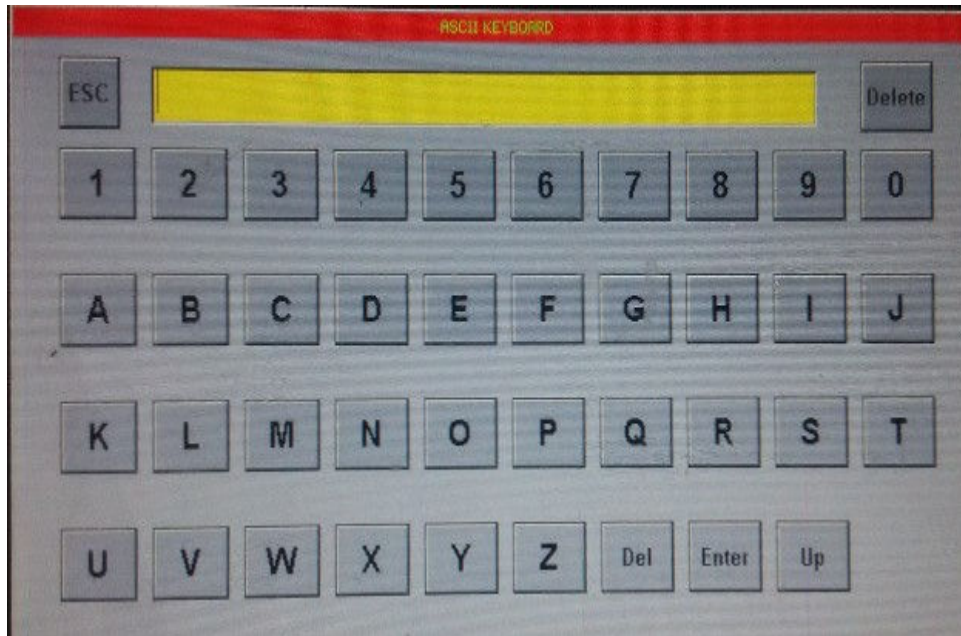 ASCII KEYBOARD
ESC Delete
1 2 3 4 5 6 7 8 9 0
A B C D E F G H I J
K L M N O P Q R S T
U V W X Y Z Del Enter Up